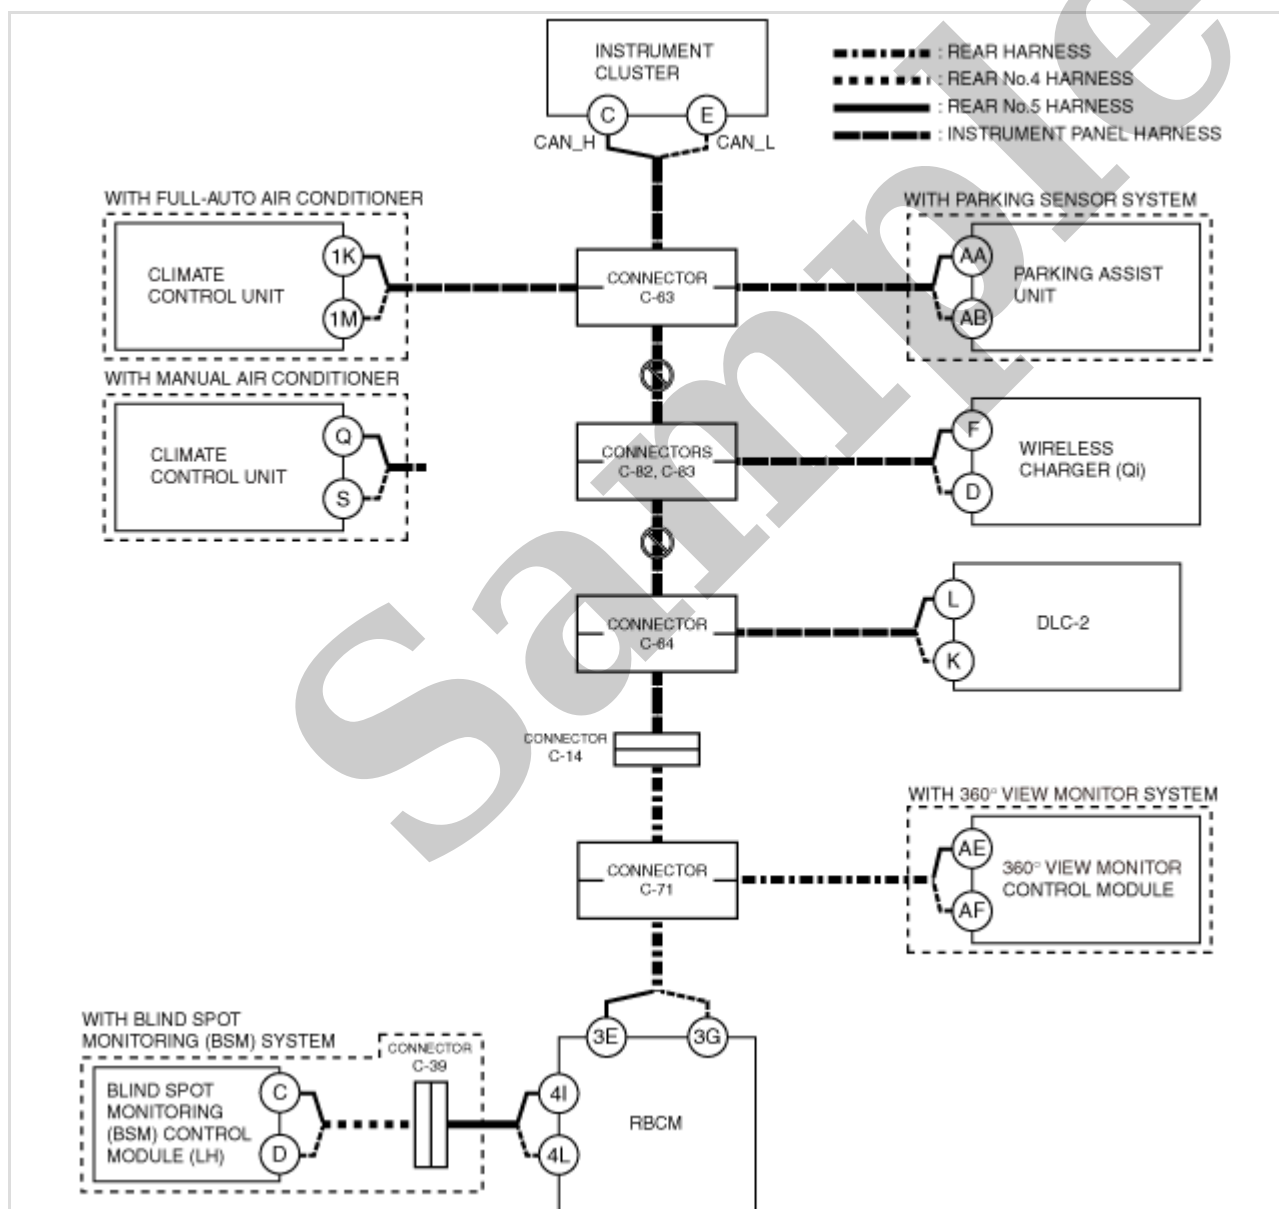 INSTRUMENT
CLUSTER
C
E
CAN_H
CAN_L
: REAR HARNESS
: REAR No.4 HARNESS
: REAR No.5 HARNESS
: INSTRUMENT PANEL HARNESS
WITH FULL-AUTO AIR CONDITIONER
1K
CLIMATE
CONTROL UNIT
1M
CONNECTOR
C-63
WITH PARKING SENSOR SYSTEM
AA
PARKING ASSIST
UNIT
AB
WITH MANUAL AIR CONDITIONER
Q
CLIMATE
CONTROL UNIT
S
CONNECTORS
C-82, C-63
F
WIRELESS
CHARGER (Qi)
D
CONNECTOR
C-64
L
DLC-2
K
CONNECTOR
C-14
CONNECTOR
C-71
WITH 360° VIEW MONITOR SYSTEM
AE
360° VIEW MONITOR
CONTROL MODULE
AF
WITH BLIND SPOT
MONITORING (BSM) SYSTEM
CONNECTOR
C-39
BLIND SPOT
MONITORING
(BSM) CONTROL
MODULE (LH)
C
D
3E
3G
4I
RBCM
4L
Sample